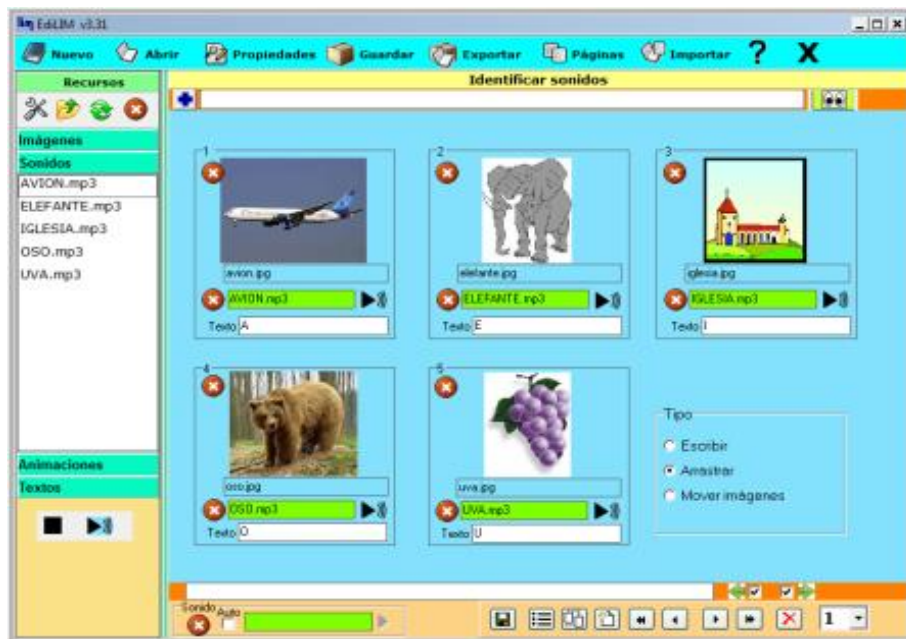 EdiLIM v3.31
Nuevo Abrir Propiedades Guardar Exportar Páginas Importar ? X
Recursos
Identificar sonidos
Imágenes
Sonidos
AVION.mp3
ELEFANTE.mp3
IGLESIA.mp3
OSO.mp3
UVA.mp3
Animaciones
Textos
1
avion.jpg
AVION.mp3
Texto A
2
elefante.jpg
ELEFANTE.mp3
Texto E
3
iglesia.jpg
IGLESIA.mp3
Texto I
4
oso.jpg
OSO.mp3
Texto O
5
uva.jpg
UVA.mp3
Texto U
Tipo
Escribir
Arrastrar
Mover imágenes
Sonido Auto
1